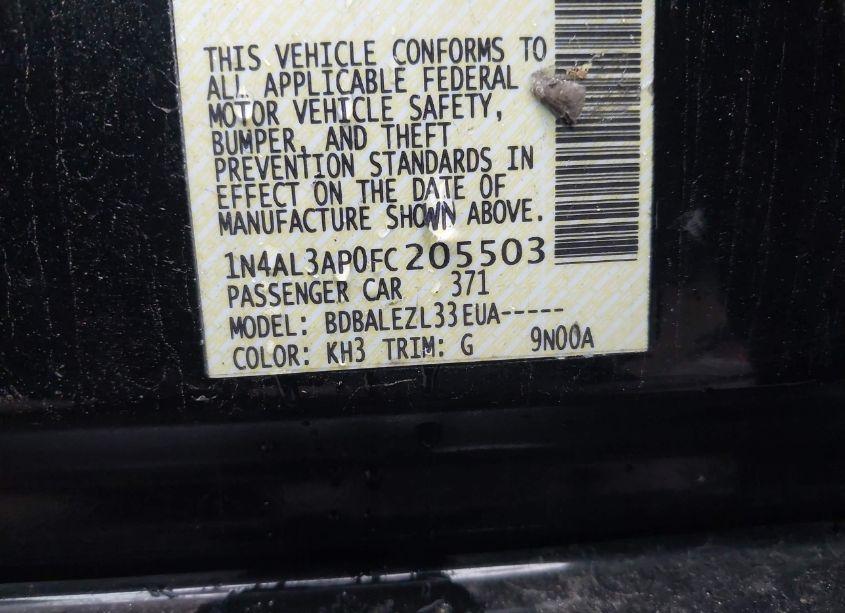 THIS VEHICLE CONFORMS TO
ALL APPLICABLE FEDERAL
MOTOR VEHICLE SAFETY,
BUMPER, AND THEFT
PREVENTION STANDARDS IN
EFFECT ON THE DATE OF
MANUFACTURE SHOWN ABOVE.
1N4AL3AP0FC205503
PASSENGER CAR 371
MODEL: BDBALEZL33EUA-----
COLOR: KH3 TRIM: G 9N00A